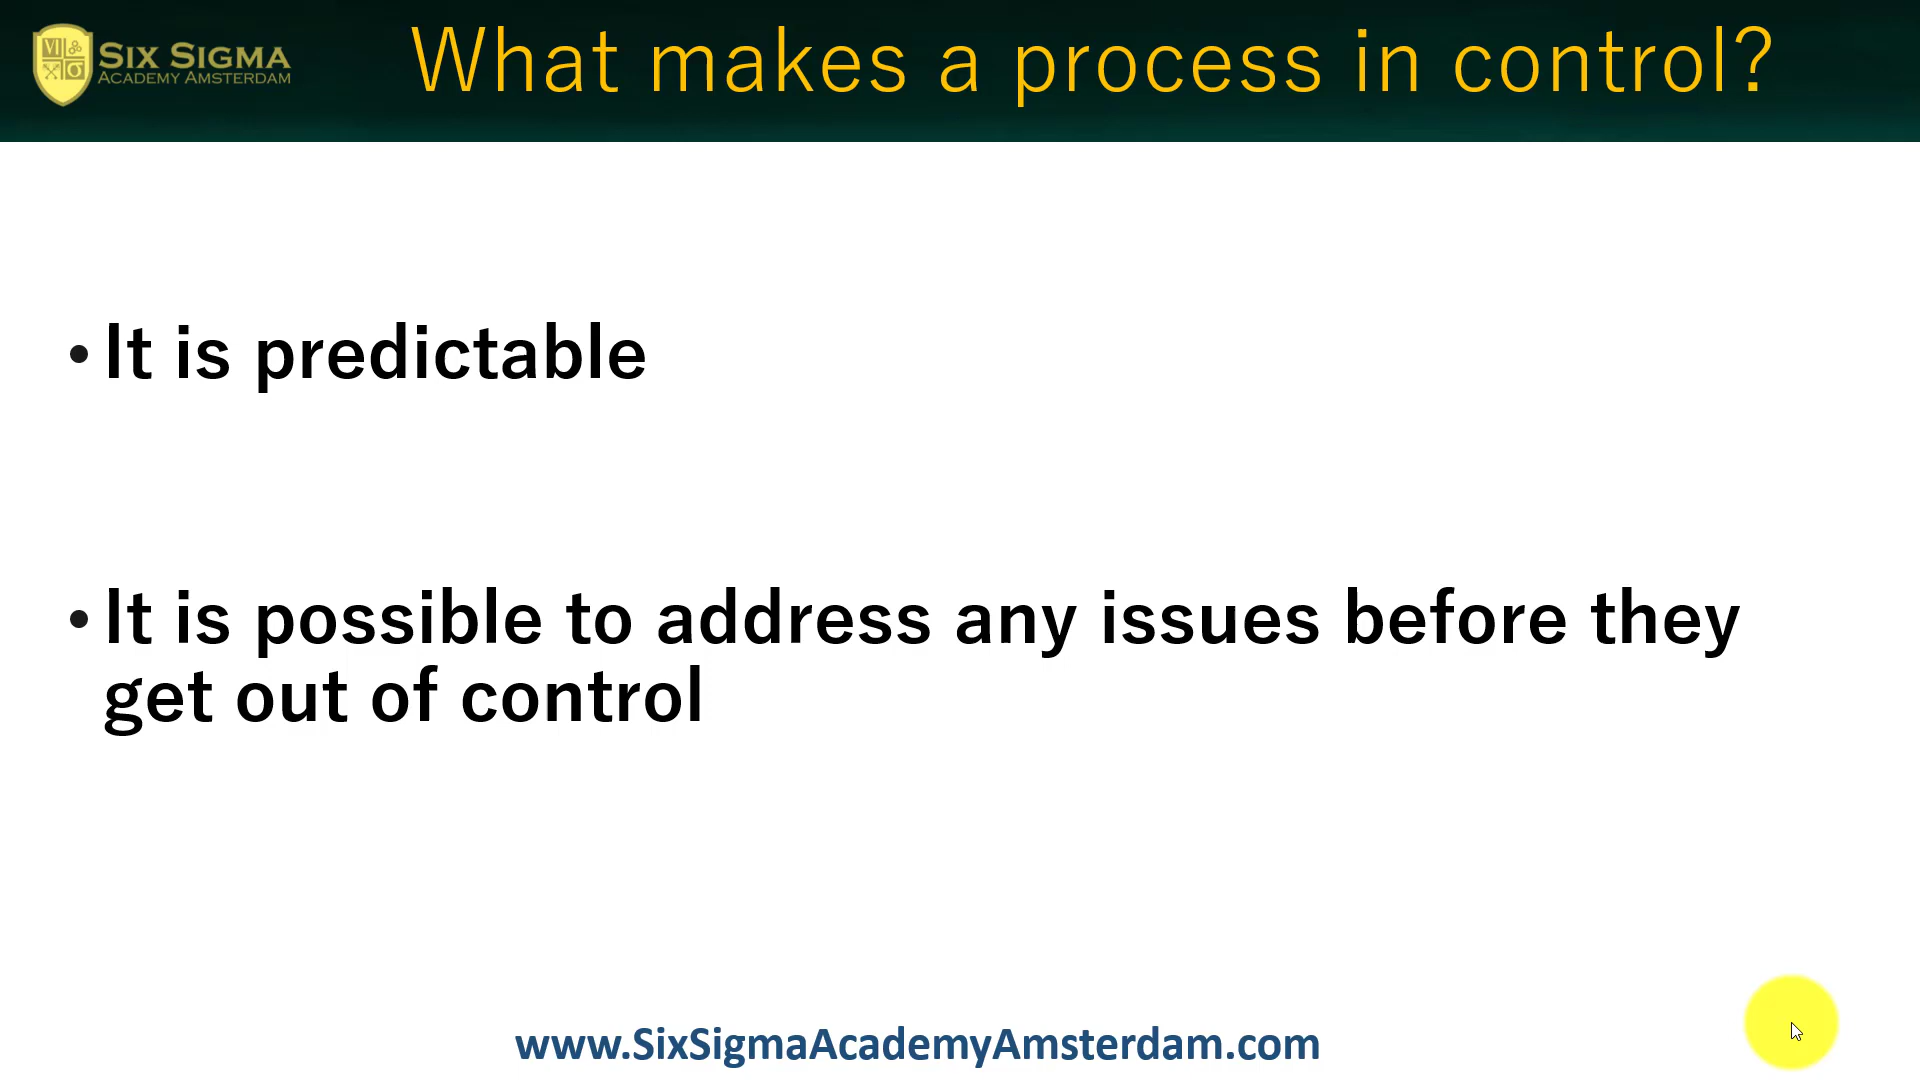 SIX SIGMA
ACADEMY AMSTERDAM
What makes a process in control?
• It is predictable
• It is possible to address any issues before they
get out of control
www.SixSigmaAcademyAmsterdam.com